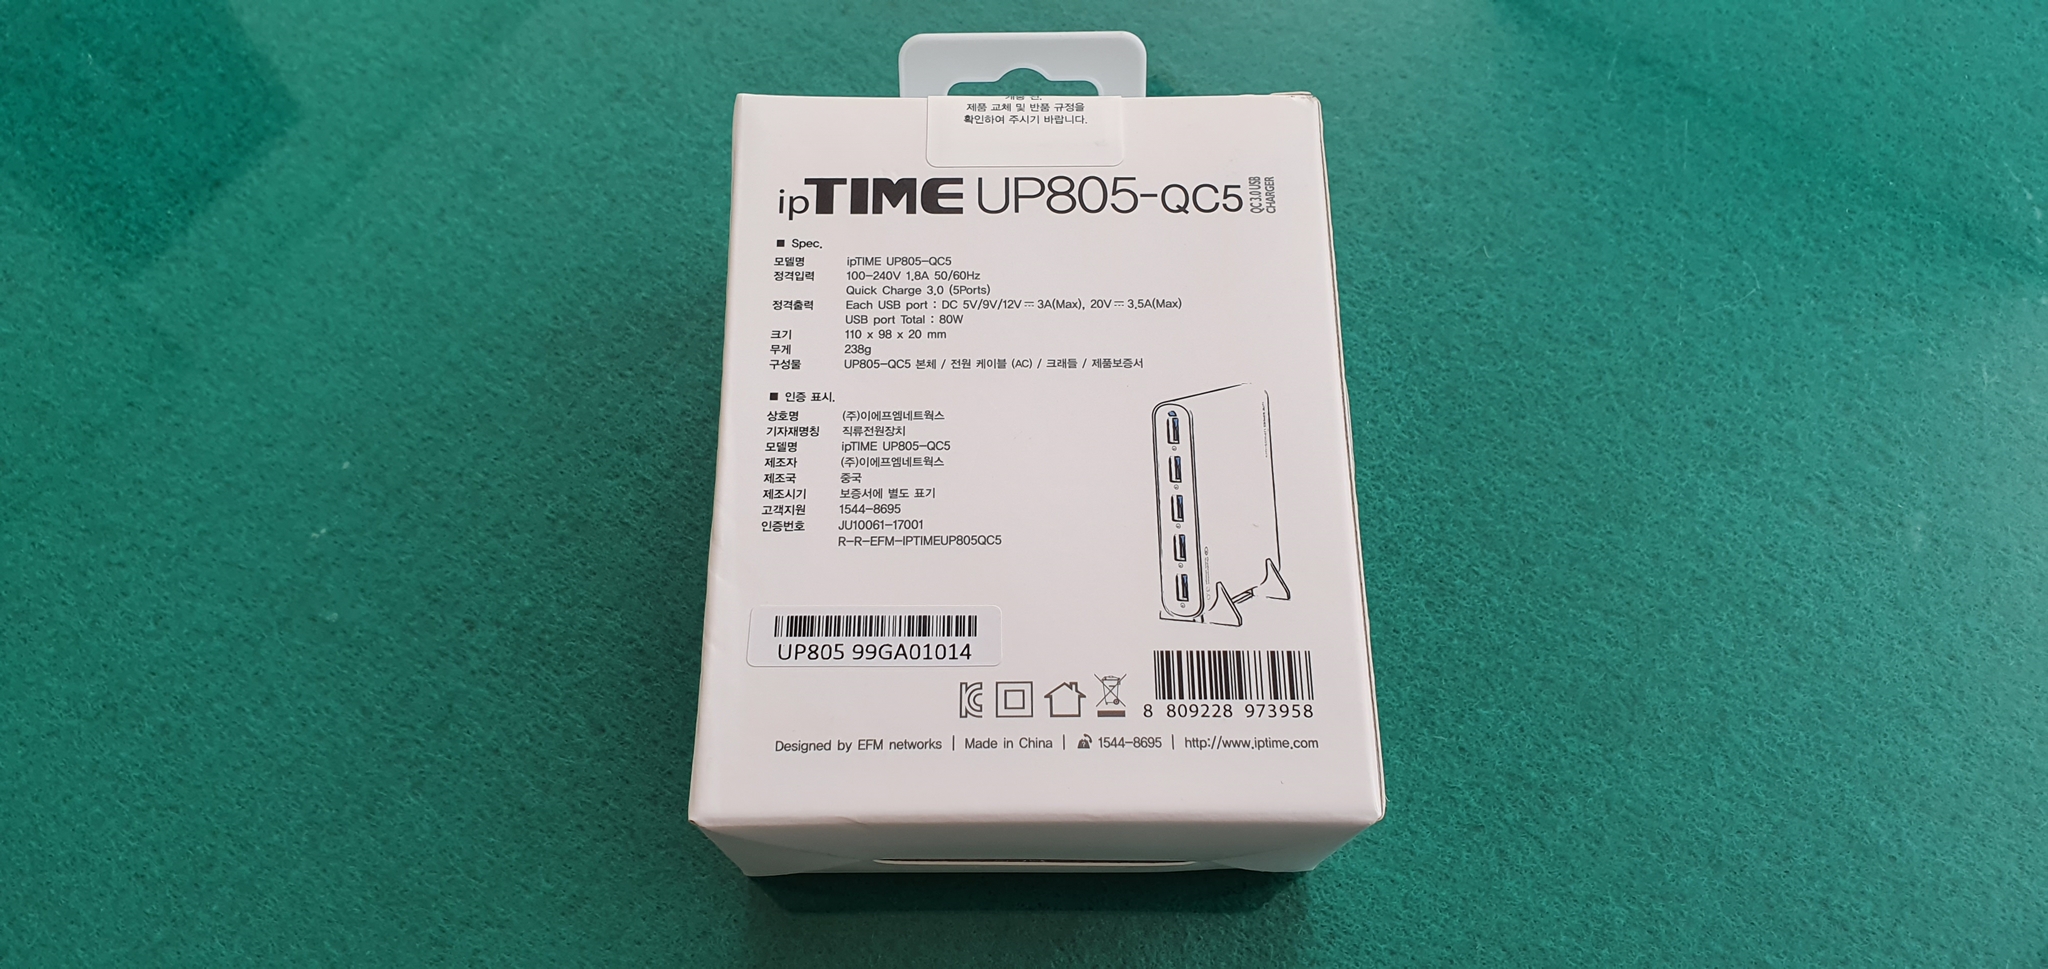 제품 교체 및 반품 규정을
확인하여 주시기 바랍니다.
ipTIME UP805-QC5 QC 3.0 USB CHARGER
■ Spec.
모델명 ipTIME UP805-QC5
정격입력 100-240V 1.8A 50/60Hz
Quick Charge 3.0 (5Ports)
정격출력 Each USB port : DC 5V/9V/12V⎓3A(Max), 20V⎓3.5A(Max)
USB port Total : 80W
크기 110 x 98 x 20 mm
무게 238g
구성물 UP805-QC5 본체 / 전원 케이블 (AC) / 크래들 / 제품보증서
■ 인증 표시.
상호명 (주)이에프엠네트웍스
기자재명칭 직류전원장치
모델명 ipTIME UP805-QC5
제조자 (주)이에프엠네트웍스
제조국 중국
제조시기 보증서에 별도 표기
고객지원 1544-8695
인증번호 JU10061-17001
R-R-EFM-IPTIMEUP805QC5
UP805 99GA01014
8 809228 973958
Designed by EFM networks | Made in China | 1544-8695 | http://www.iptime.com